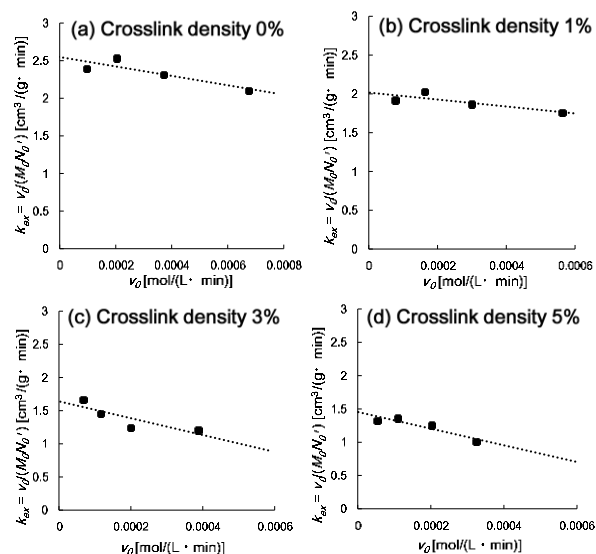 (a) Crosslink density 0%
k_ex = v_0/(M_0N_0') [cm³/(g· min)]
3
2.5
2
1.5
1
0.5
0
0 0.0002 0.0004 0.0006 0.0008
v_0 [mol/(L· min)]
(b) Crosslink density 1%
k_ex = v_0/(M_0N_0') [cm³/(g· min)]
3
2.5
2
1.5
1
0.5
0
0 0.0002 0.0004 0.0006
v_0 [mol/(L· min)]
(c) Crosslink density 3%
k_ex = v_0/(M_0N_0') [cm³/(g· min)]
3
2.5
2
1.5
1
0.5
0
0 0.0002 0.0004 0.0006
v_0 [mol/(L· min)]
(d) Crosslink density 5%
k_ex = v_0/(M_0N_0') [cm³/(g· min)]
3
2.5
2
1.5
1
0.5
0
0 0.0002 0.0004 0.0006
v_0 [mol/(L· min)]